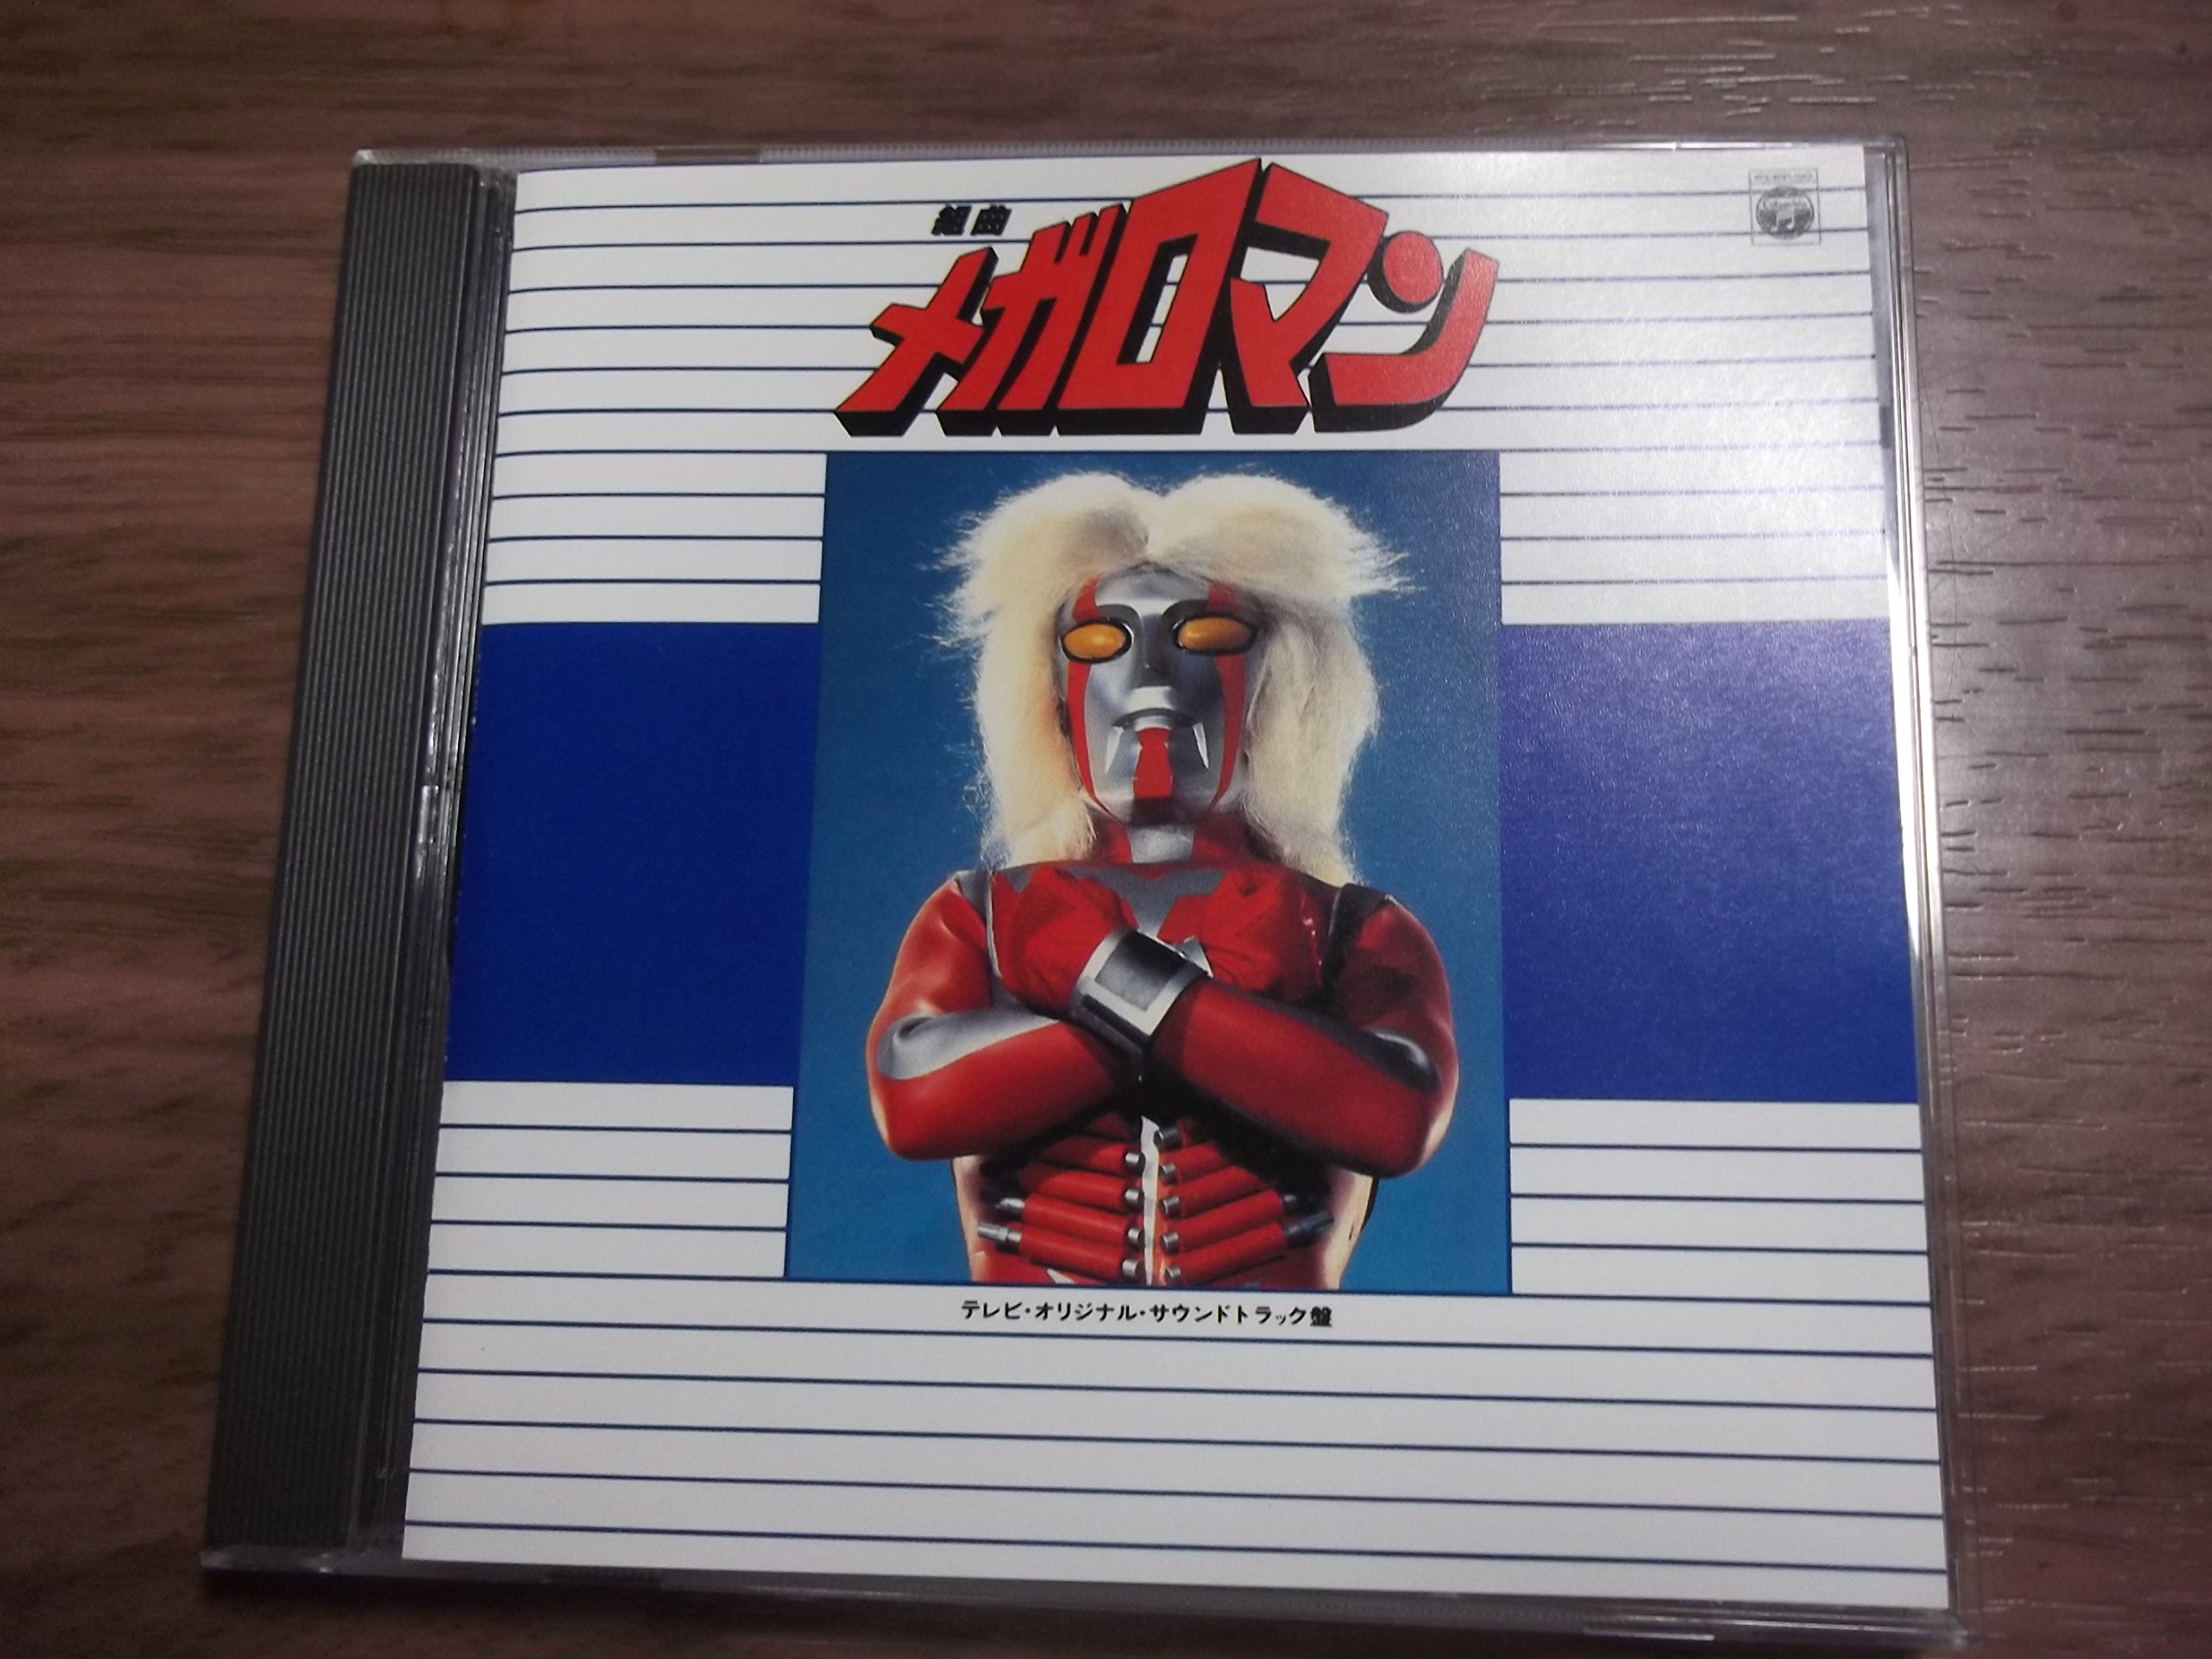 組曲
メガロマン
Columbia
テレビ・オリジナル・サウンドトラック盤